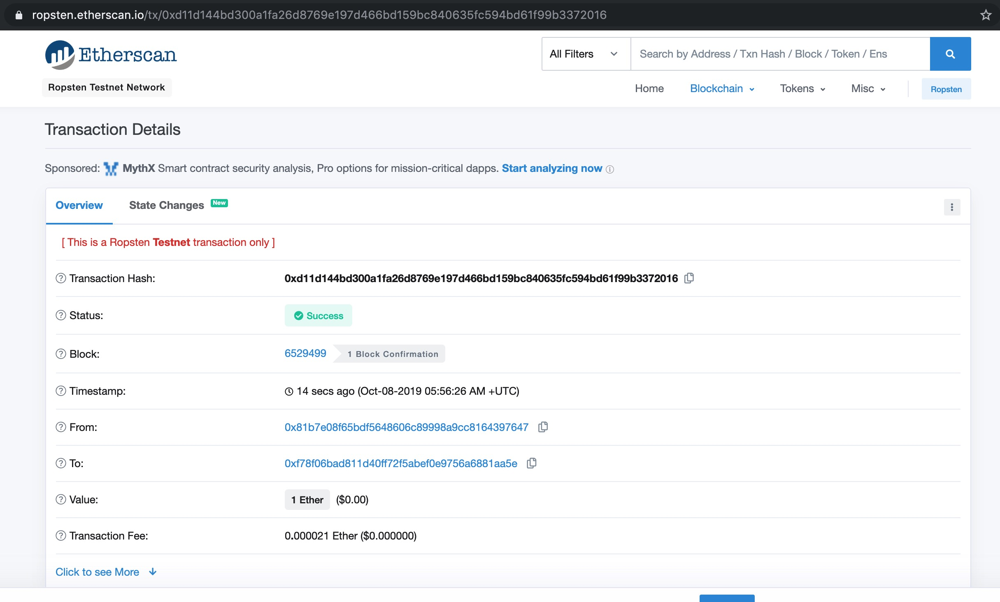 ropsten.etherscan.io/tx/0xd11d144bd300a1fa26d8769e197d466bd159bc840635fc594bd61f99b3372016
Etherscan
All Filters
Search by Address / Txn Hash / Block / Token / Ens
Ropsten Testnet Network
Home Blockchain Tokens Misc Ropsten
Transaction Details
Sponsored: MythX Smart contract security analysis, Pro options for mission-critical dapps. Start analyzing now
Overview State Changes New
[ This is a Ropsten Testnet transaction only ]
Transaction Hash: 0xd11d144bd300a1fa26d8769e197d466bd159bc840635fc594bd61f99b3372016
Status: Success
Block: 6529499 1 Block Confirmation
Timestamp: 14 secs ago (Oct-08-2019 05:56:26 AM +UTC)
From: 0x81b7e08f65bdf5648606c89998a9cc8164397647
To: 0xf78f06bad811d40ff72f5abef0e9756a6881aa5e
Value: 1 Ether ($0.00)
Transaction Fee: 0.000021 Ether ($0.000000)
Click to see More